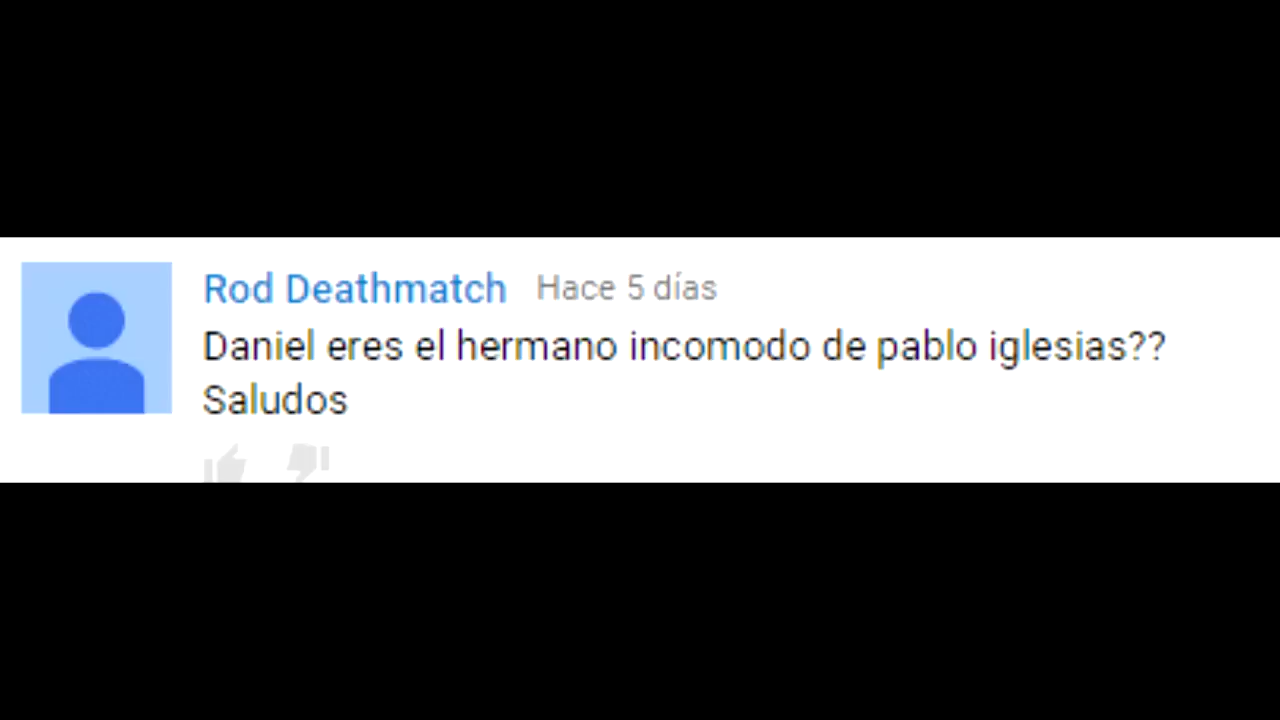 Rod Deathmatch Hace 5 días
Daniel eres el hermano incomodo de pablo iglesias??
Saludos